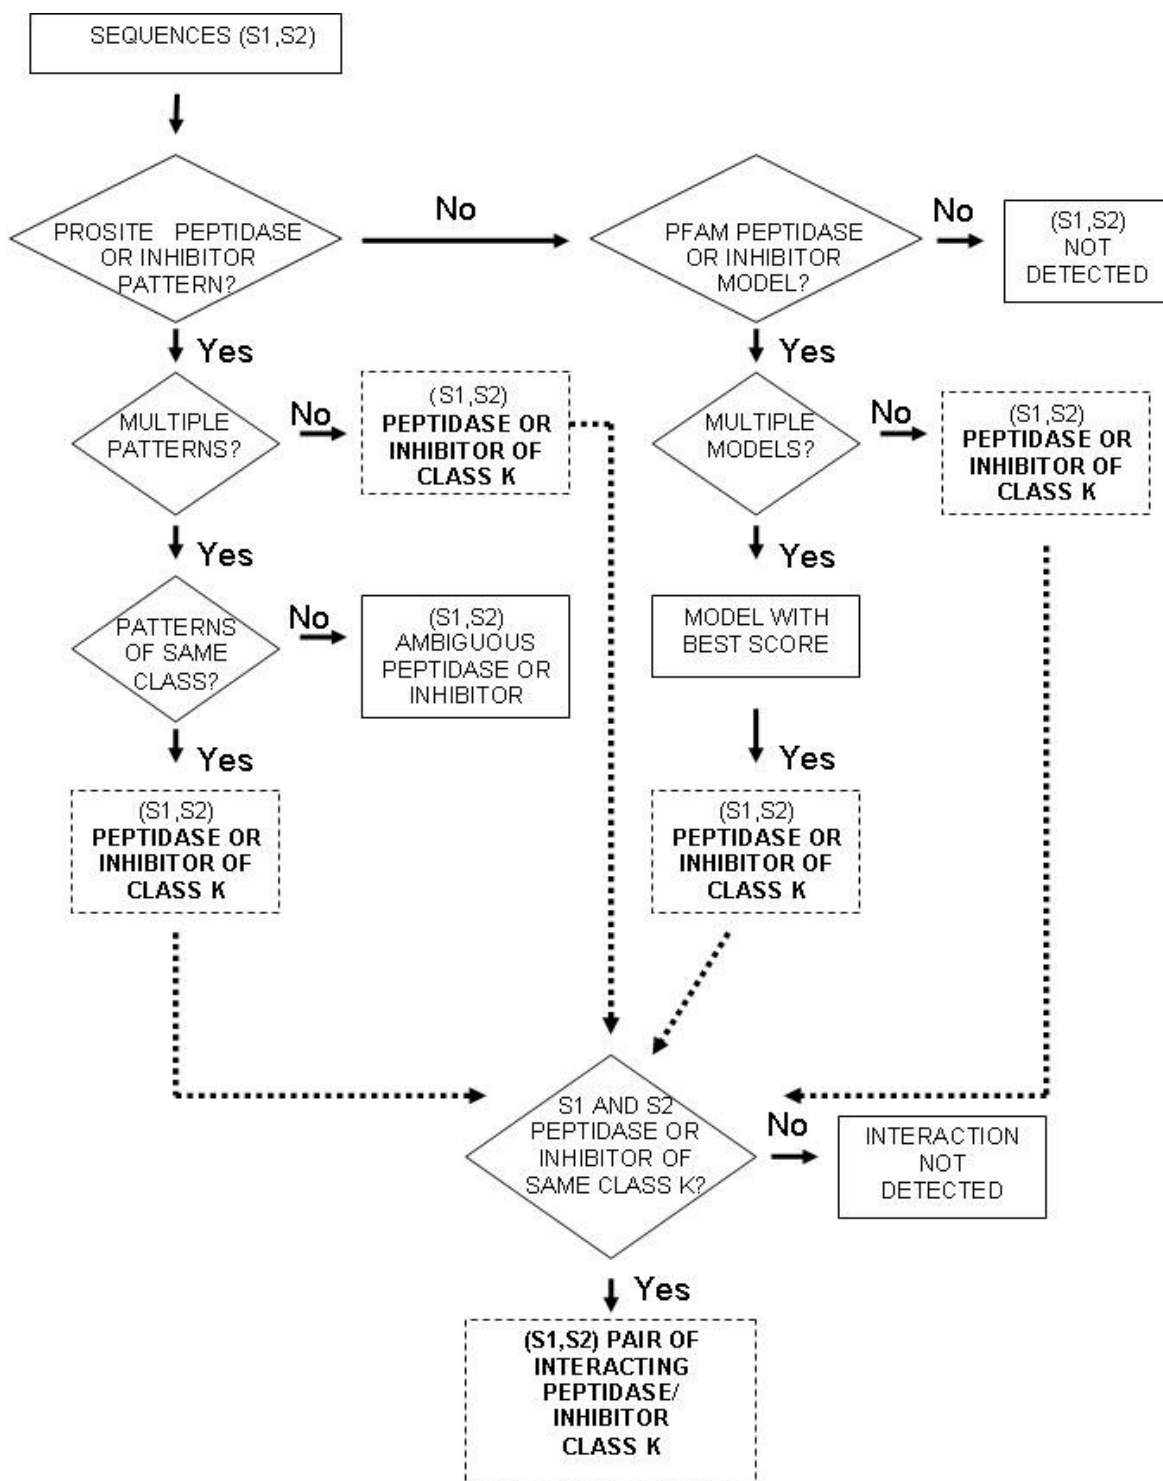 SEQUENCES (S1,S2)
PROSITE PEPTIDASE
OR INHIBITOR
PATTERN?
No
PFAM PEPTIDASE
OR INHIBITOR
MODEL?
No
(S1,S2)
NOT
DETECTED
Yes
Yes
MULTIPLE
PATTERNS?
No
(S1,S2)
PEPTIDASE OR
INHIBITOR OF
CLASS K
MULTIPLE
MODELS?
No
(S1,S2)
PEPTIDASE OR
INHIBITOR OF
CLASS K
Yes
Yes
PATTERNS
OF SAME
CLASS?
No
(S1,S2)
AMBIGUOUS
PEPTIDASE OR
INHIBITOR
MODEL WITH
BEST SCORE
Yes
Yes
(S1,S2)
PEPTIDASE OR
INHIBITOR OF
CLASS K
(S1,S2)
PEPTIDASE OR
INHIBITOR OF
CLASS K
S1 AND S2
PEPTIDASE OR
INHIBITOR OF
SAME CLASS K?
No
INTERACTION
NOT
DETECTED
Yes
(S1,S2) PAIR OF
INTERACTING
PEPTIDASE/
INHIBITOR
CLASS K